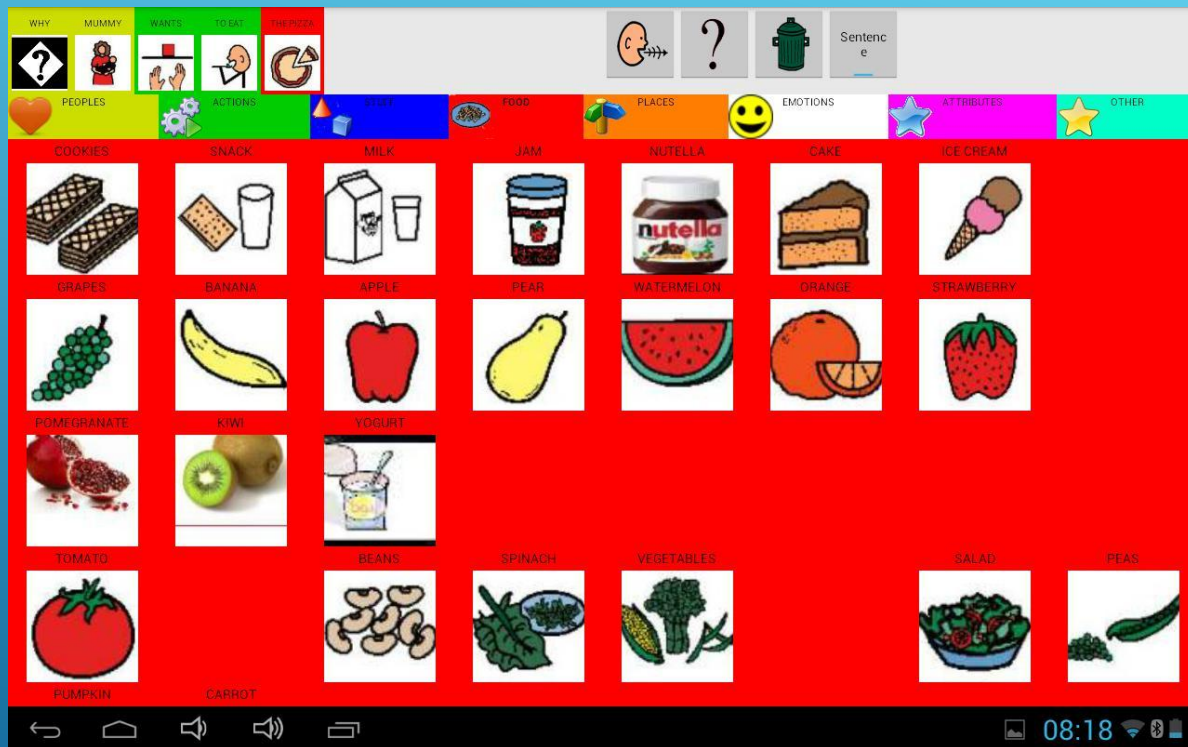 WHY MUMMY WANTS TO EAT THE PIZZA
?
Sentenc
e
PEOPLES ACTIONS STUFF FOOD PLACES EMOTIONS ATTRIBUTES OTHER
COOKIES SNACK MILK JAM NUTELLA CAKE ICE CREAM
nutella
GRAPES BANANA APPLE PEAR WATERMELON ORANGE STRAWBERRY
POMEGRANATE KIWI YOGURT
TOMATO BEANS SPINACH VEGETABLES SALAD PEAS
PUMPKIN CARROT
08:18